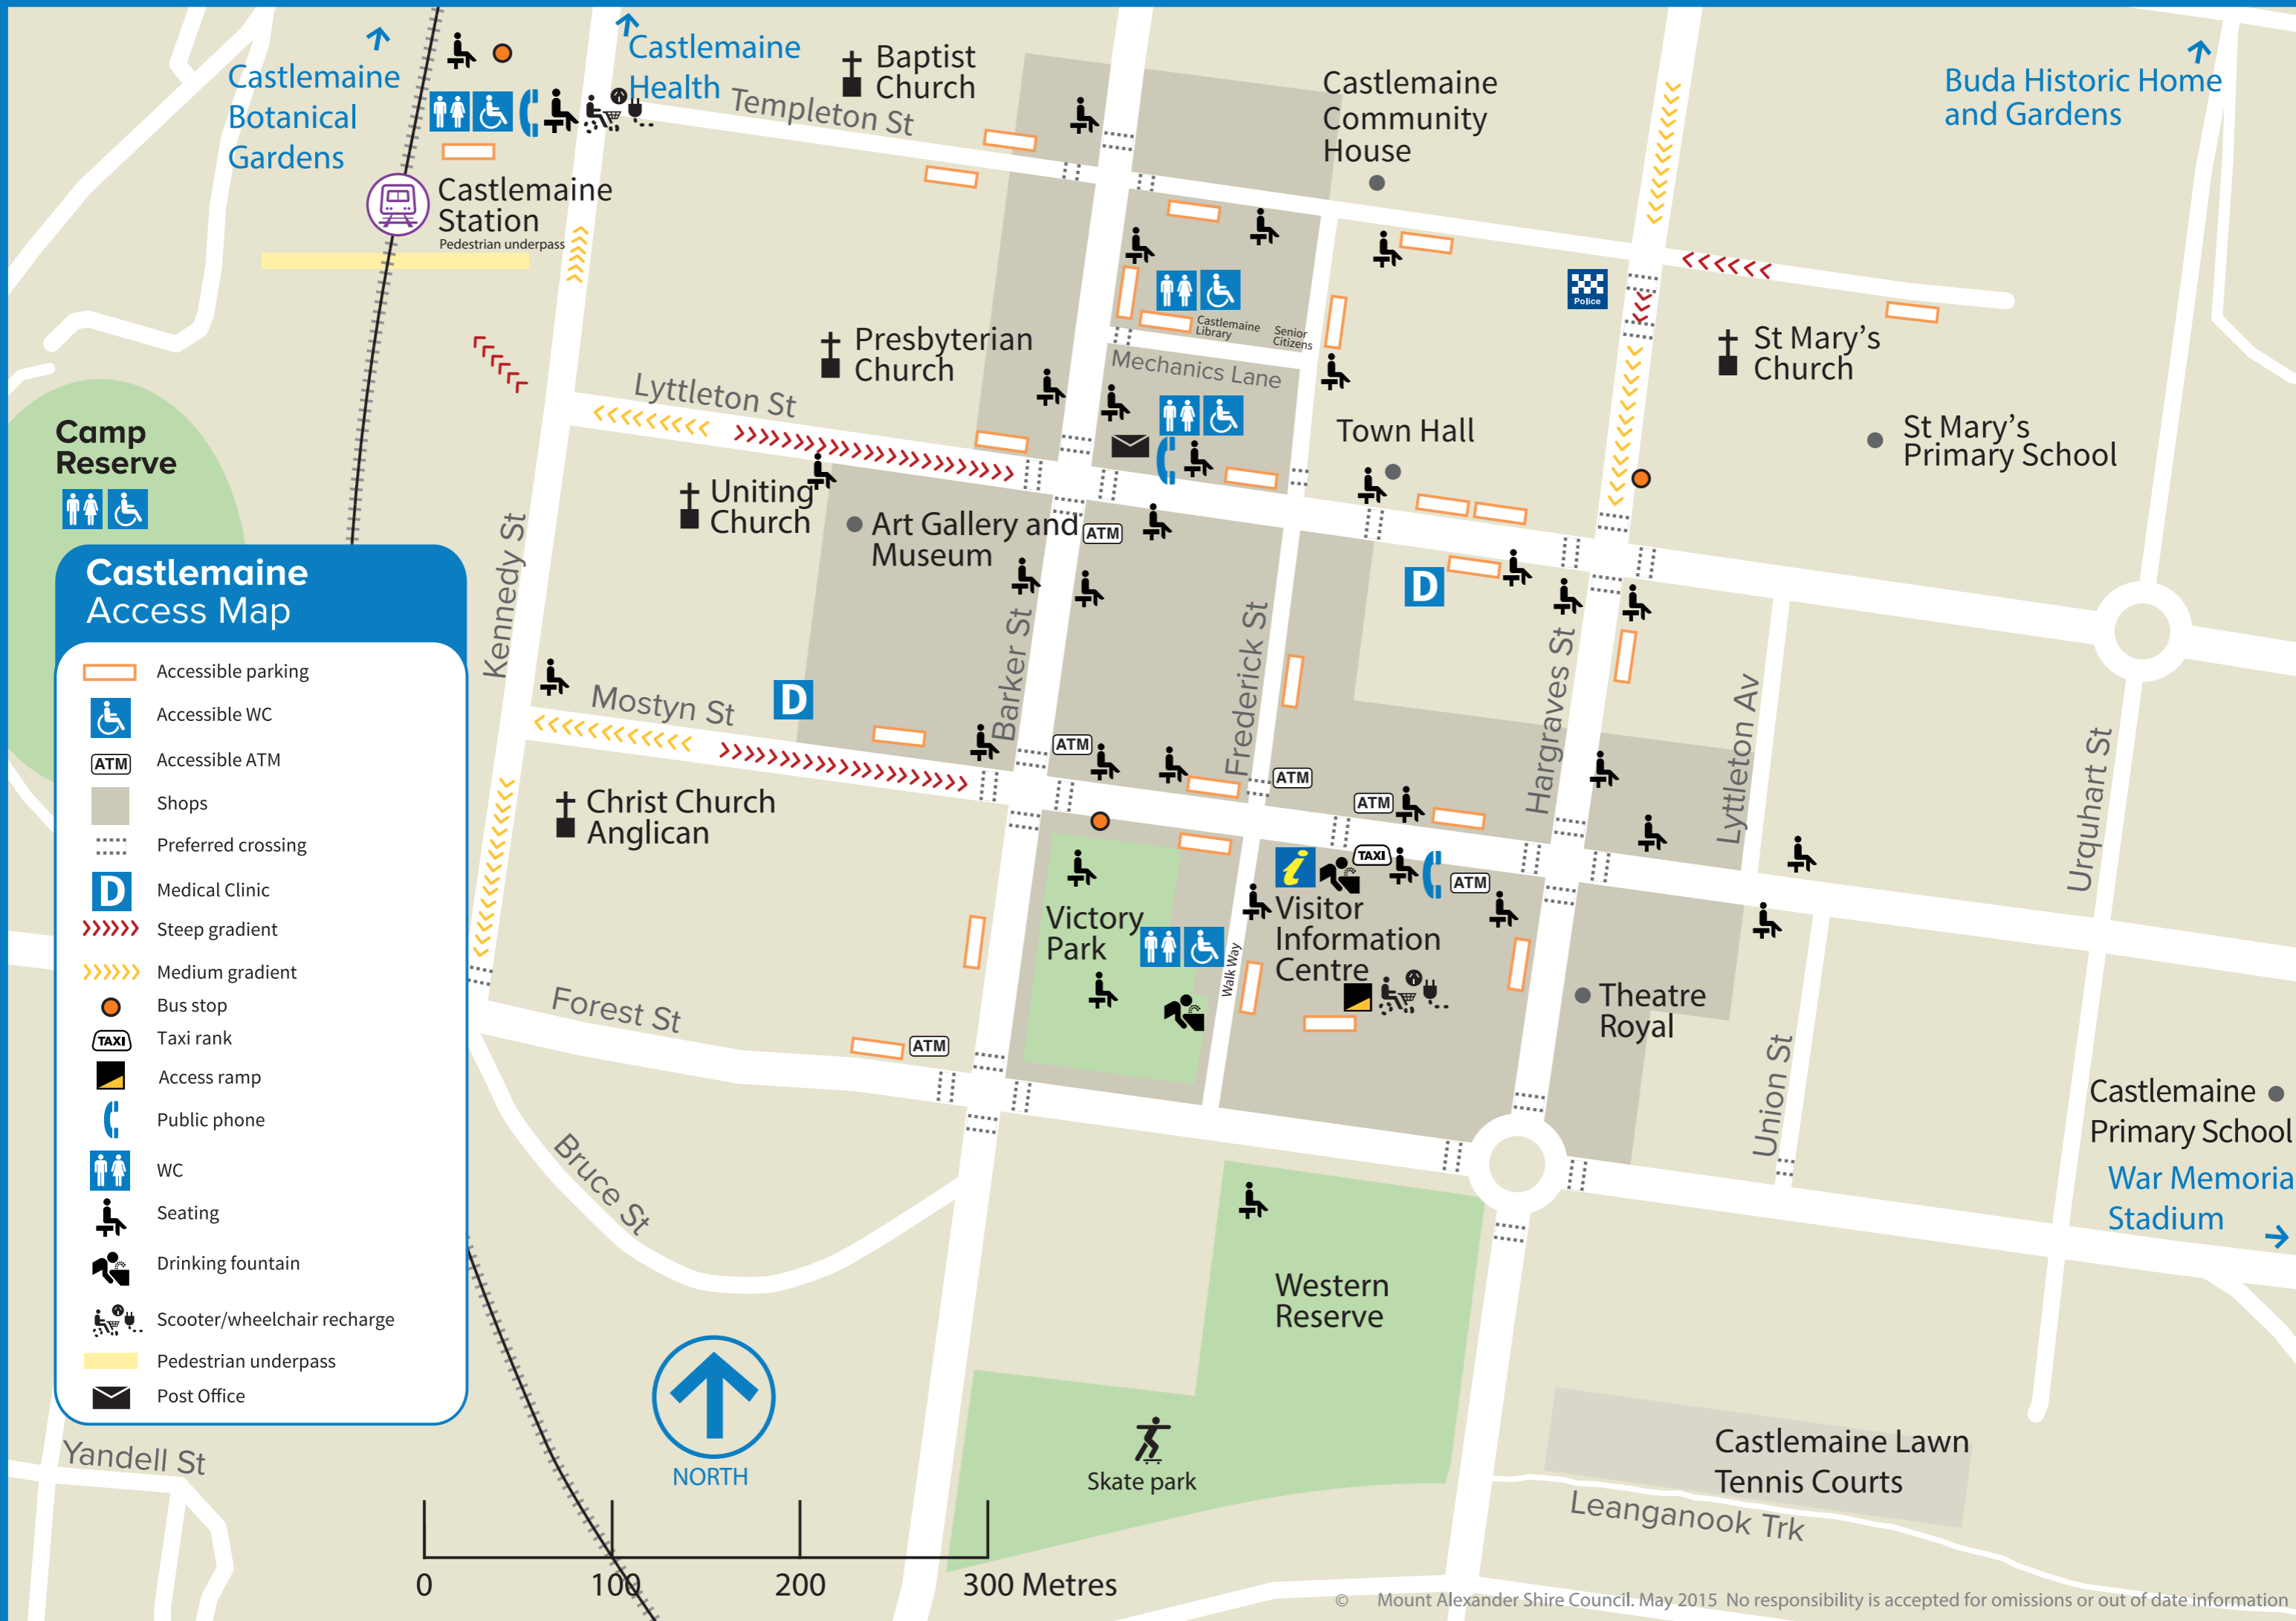 Castlemaine
Botanical
Gardens
Castlemaine
Health
Baptist
Church
Templeton St
Castlemaine
Community
House
Buda Historic Home
and Gardens
Castlemaine
Station
Pedestrian underpass
Police
Castlemaine
Library
Senior
Citizens
Mechanics Lane
Presbyterian
Church
St Mary's
Church
Lyttleton St
Camp
Reserve
Town Hall
St Mary's
Primary School
Uniting
Church
Art Gallery and
Museum
ATM
D
Kennedy St
Barker St
Frederick St
Hargraves St
Lyttleton Av
Urquhart St
Mostyn St
D
ATM
ATM
ATM
Christ Church
Anglican
TAXI
i
ATM
Victory
Park
Visitor
Information
Centre
Walk Way
Theatre
Royal
Forest St
ATM
Union St
Bruce St
Castlemaine
Primary School
War Memoria
Stadium
Western
Reserve
Skate park
Castlemaine Lawn
Tennis Courts
Leanganook Trk
Yandell St
Castlemaine
Access Map
Accessible parking
Accessible WC
ATM Accessible ATM
Shops
Preferred crossing
D Medical Clinic
Steep gradient
Medium gradient
Bus stop
TAXI Taxi rank
Access ramp
Public phone
WC
Seating
Drinking fountain
Scooter/wheelchair recharge
Pedestrian underpass
Post Office
NORTH
0 100 200 300 Metres
© Mount Alexander Shire Council. May 2015 No responsibility is accepted for omissions or out of date information